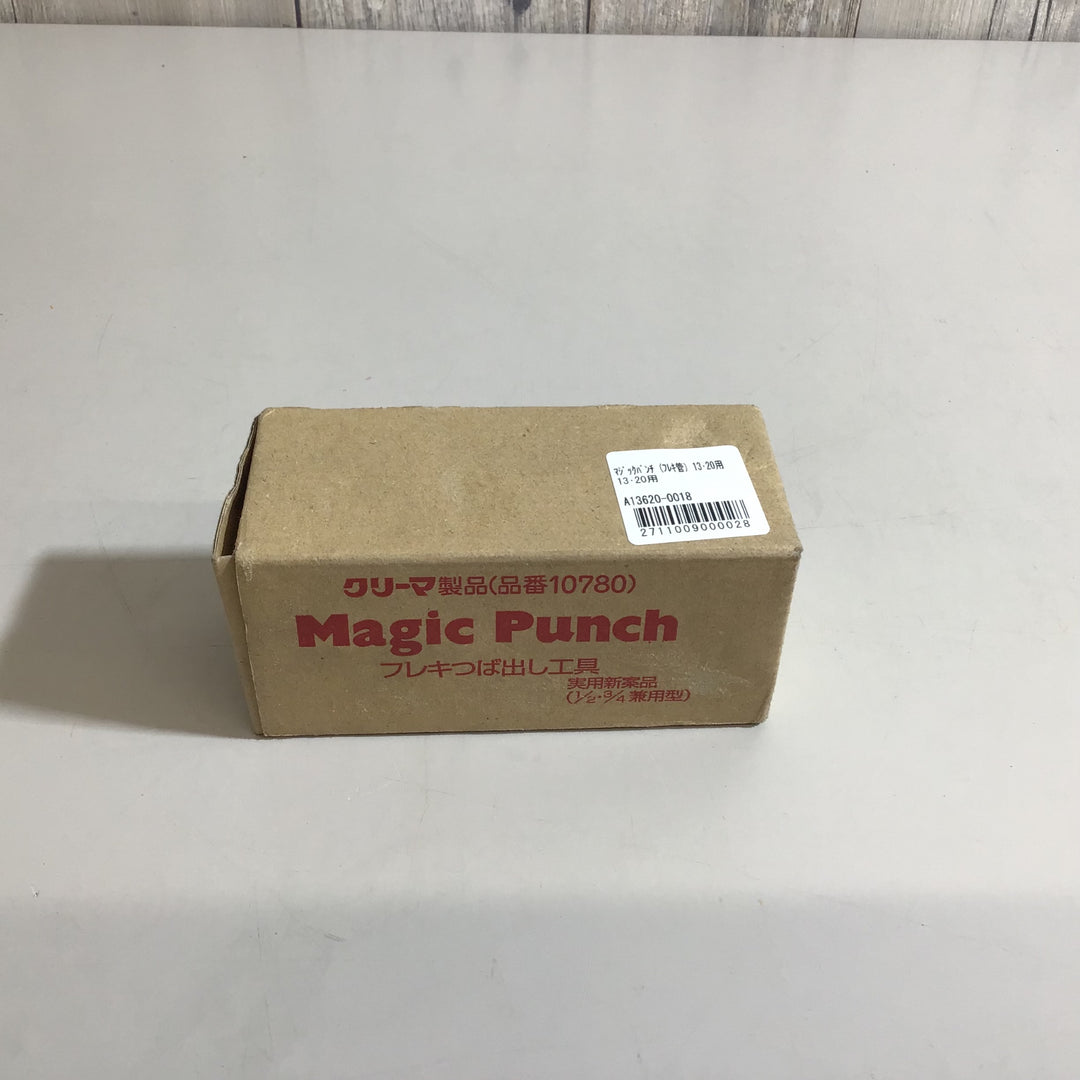 マジックパンチ (フレキ管) 13・20用
13・20用
A13620-0018
2711009000028
クリーマ製品(品番10780)
Magic Punch
フレキつば出し工具
実用新案品
(1/2・3/4兼用型)